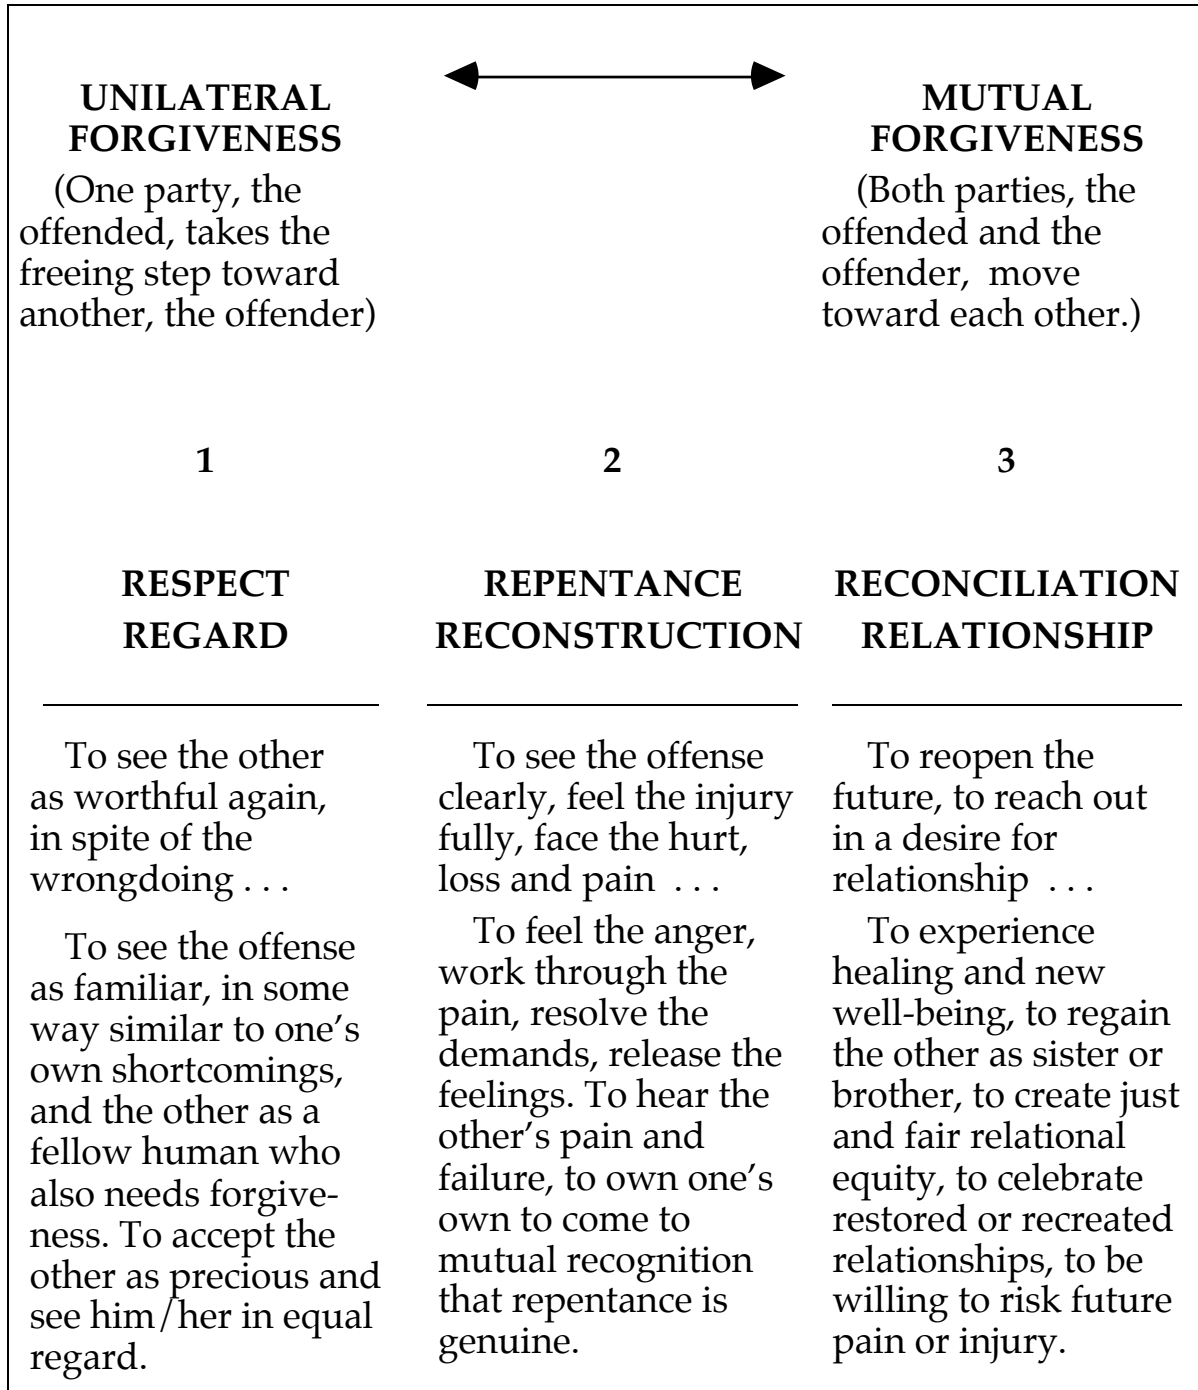 UNILATERAL
FORGIVENESS
(One party, the
offended, takes the
freeing step toward
another, the offender)
MUTUAL
FORGIVENESS
(Both parties, the
offended and the
offender,  move
toward each other.)
1
2
3
RESPECT
REGARD
REPENTANCE
RECONSTRUCTION
RECONCILIATION
RELATIONSHIP
To see the other
as worthful again,
in spite of the
wrongdoing . . .
To see the offense
as familiar, in some
way similar to one's
own shortcomings,
and the other as a
fellow human who
also needs forgive-
ness. To accept the
other as precious and
see him/her in equal
regard.
To see the offense
clearly, feel the injury
fully, face the hurt,
loss and pain  . . .
To feel the anger,
work through the
pain, resolve the
demands, release the
feelings. To hear the
other's pain and
failure, to own one's
own to come to
mutual recognition
that repentance is
genuine.
To reopen the
future, to reach out
in a desire for
relationship  . . .
To experience
healing and new
well-being, to regain
the other as sister or
brother, to create just
and fair relational
equity, to celebrate
restored or recreated
relationships, to be
willing to risk future
pain or injury.